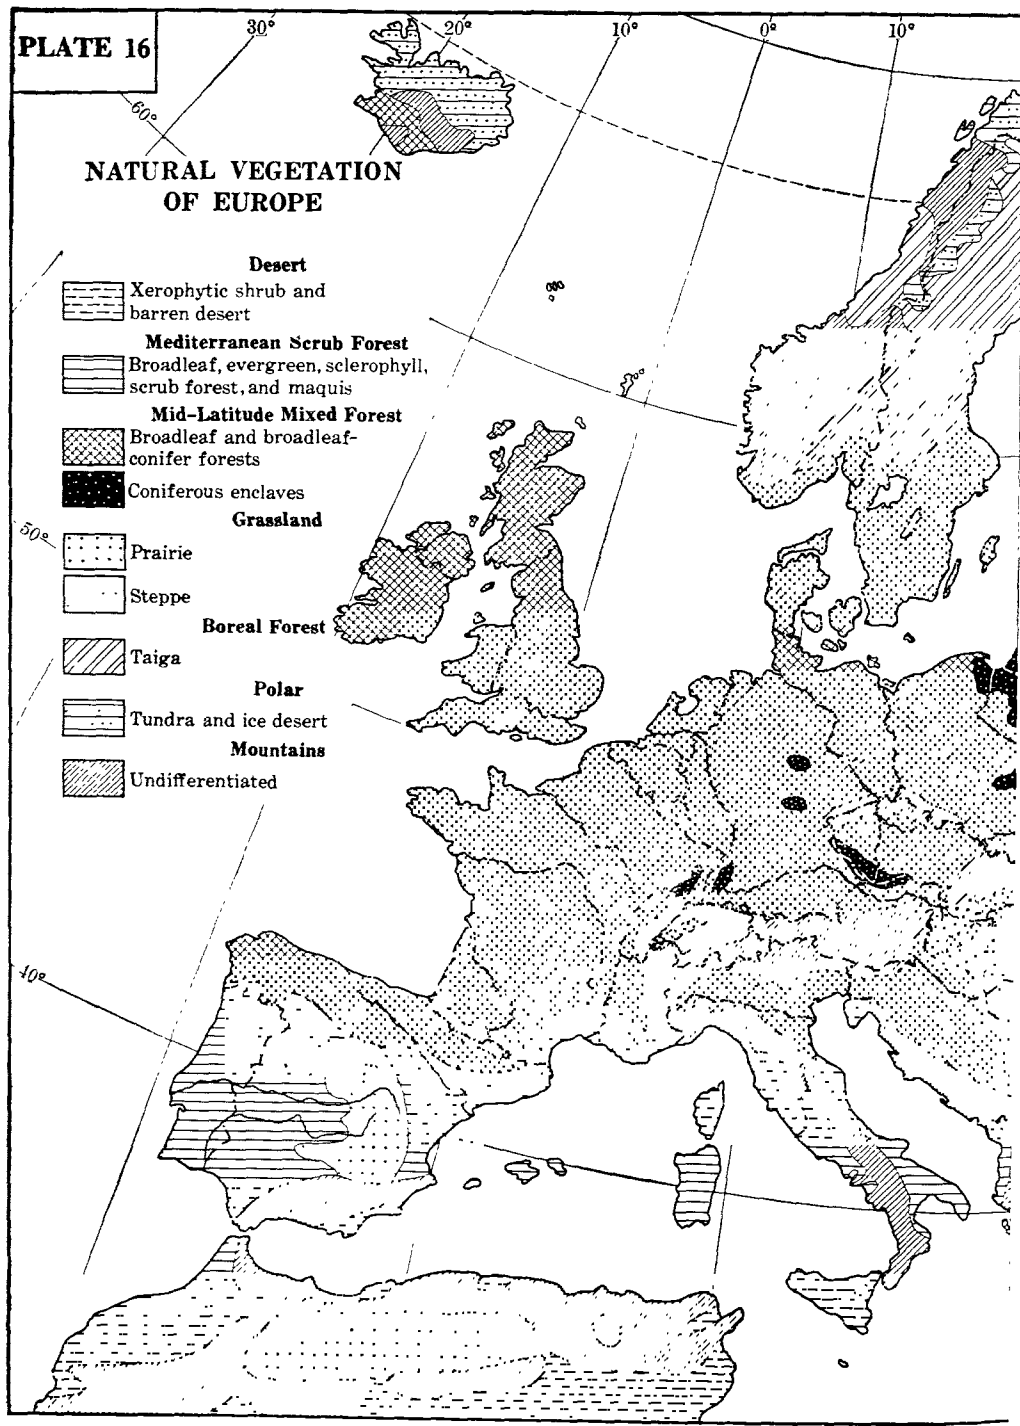 30° 20° 10° 0° 10°
PLATE 16
60°
NATURAL VEGETATION
OF EUROPE
Desert
Xerophytic shrub and
barren desert
Mediterranean Scrub Forest
Broadleaf, evergreen, sclerophyll,
scrub forest, and maquis
Mid-Latitude Mixed Forest
Broadleaf and broadleaf-
conifer forests
Coniferous enclaves
Grassland
50°
Prairie
Steppe
Boreal Forest
Taiga
Polar
Tundra and ice desert
Mountains
Undifferentiated
40°